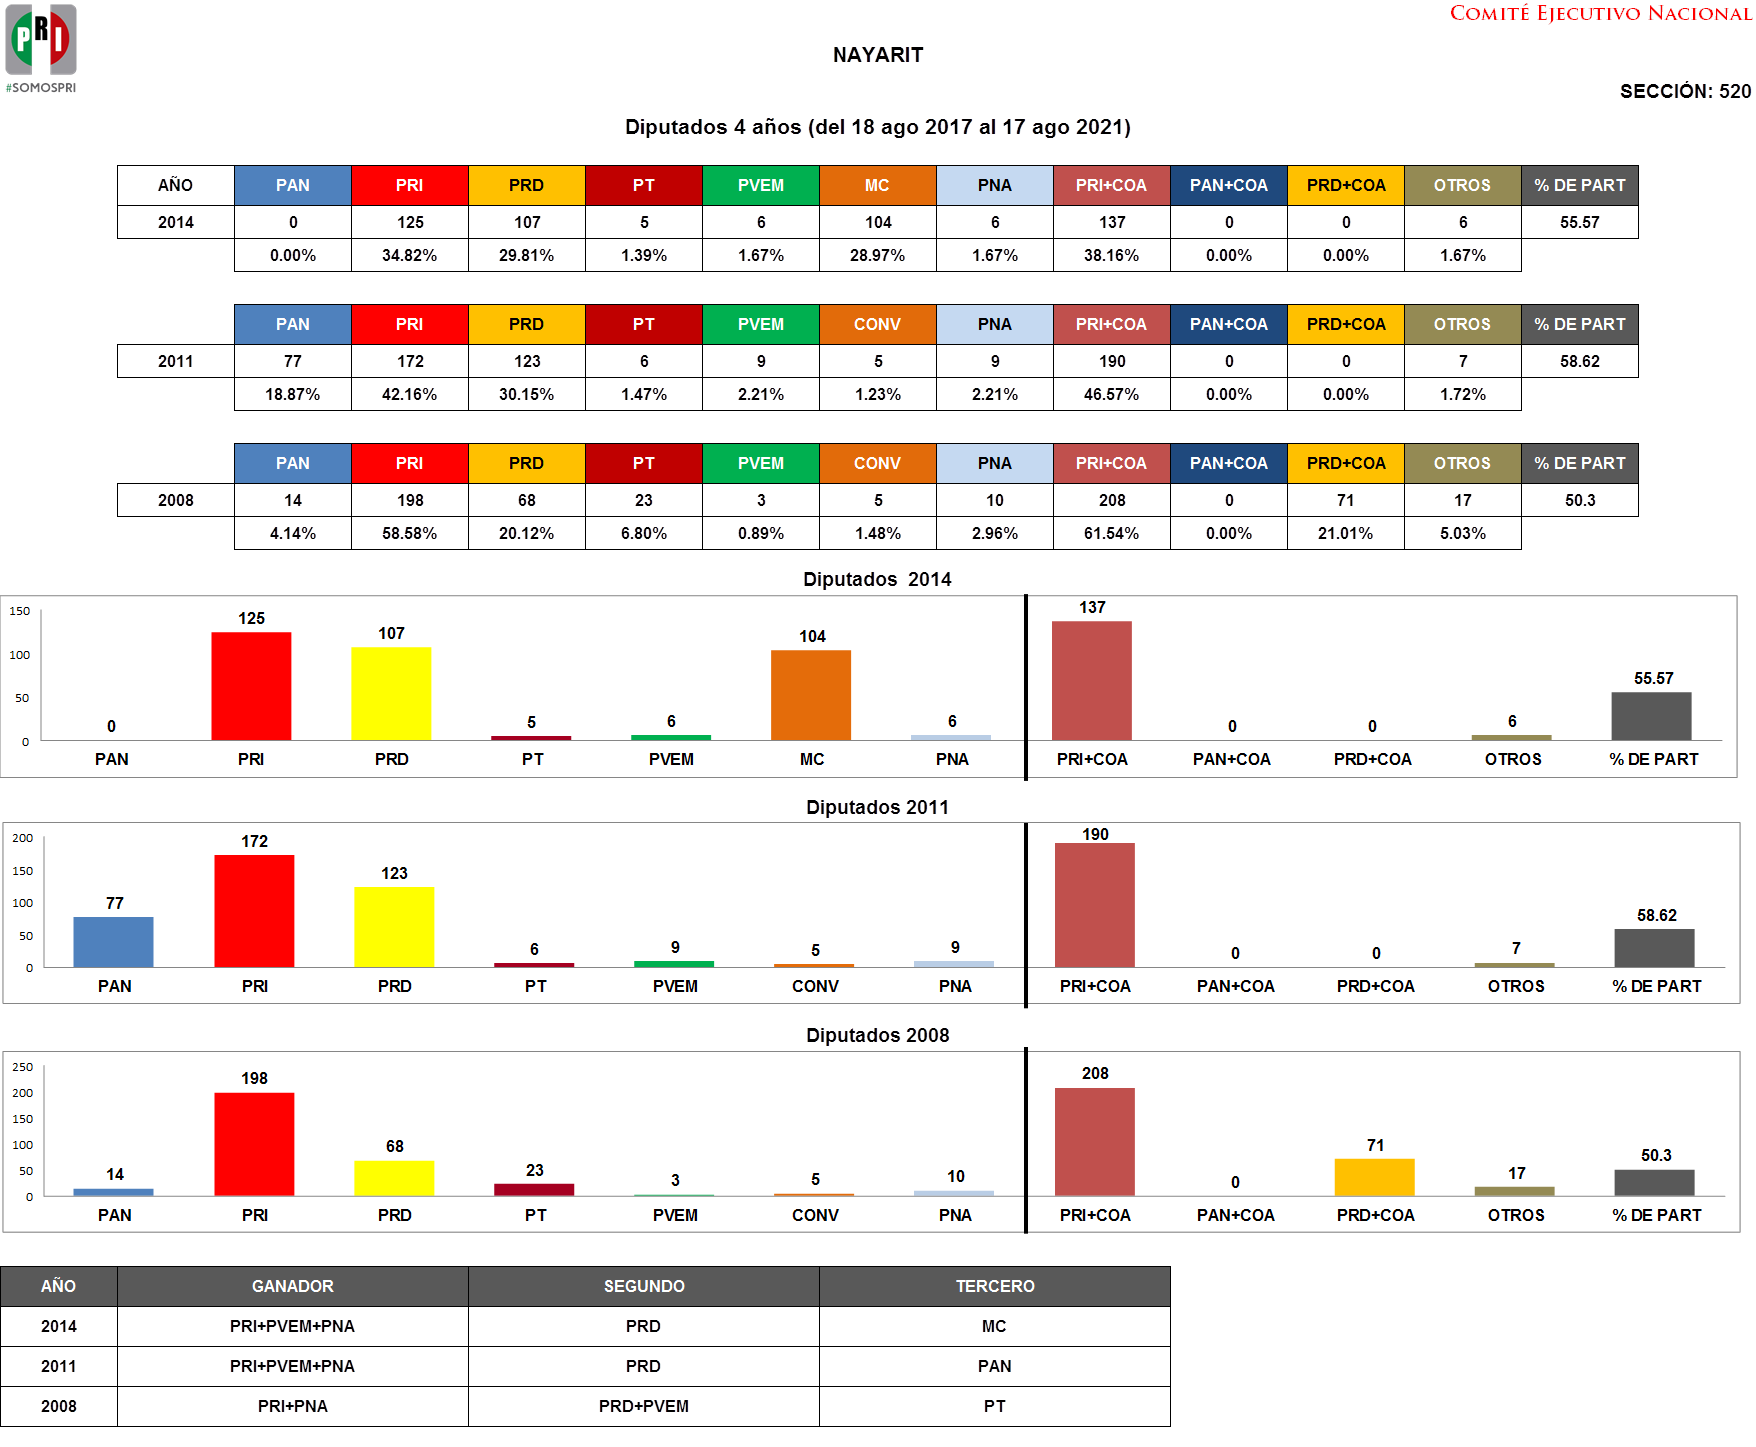 PRI
#SOMOSPRI
COMITÉ EJECUTIVO NACIONAL
NAYARIT
SECCIÓN: 520
Diputados 4 años (del 18 ago 2017 al 17 ago 2021)
AÑO PAN PRI PRD PT PVEM MC PNA PRI+COA PAN+COA PRD+COA OTROS % DE PART
2014 0 125 107 5 6 104 6 137 0 0 6 55.57
0.00% 34.82% 29.81% 1.39% 1.67% 28.97% 1.67% 38.16% 0.00% 0.00% 1.67%
PAN PRI PRD PT PVEM CONV PNA PRI+COA PAN+COA PRD+COA OTROS % DE PART
2011 77 172 123 6 9 5 9 190 0 0 7 58.62
18.87% 42.16% 30.15% 1.47% 2.21% 1.23% 2.21% 46.57% 0.00% 0.00% 1.72%
PAN PRI PRD PT PVEM CONV PNA PRI+COA PAN+COA PRD+COA OTROS % DE PART
2008 14 198 68 23 3 5 10 208 0 71 17 50.3
4.14% 58.58% 20.12% 6.80% 0.89% 1.48% 2.96% 61.54% 0.00% 21.01% 5.03%
Diputados 2014
150
100
50
0
0 125 107 5 6 104 6 137 0 0 6 55.57
PAN PRI PRD PT PVEM MC PNA PRI+COA PAN+COA PRD+COA OTROS % DE PART
Diputados 2011
200
150
100
50
0
77 172 123 6 9 5 9 190 0 0 7 58.62
PAN PRI PRD PT PVEM CONV PNA PRI+COA PAN+COA PRD+COA OTROS % DE PART
Diputados 2008
250
200
150
100
50
0
14 198 68 23 3 5 10 208 0 71 17 50.3
PAN PRI PRD PT PVEM CONV PNA PRI+COA PAN+COA PRD+COA OTROS % DE PART
AÑO GANADOR SEGUNDO TERCERO
2014 PRI+PVEM+PNA PRD MC
2011 PRI+PVEM+PNA PRD PAN
2008 PRI+PNA PRD+PVEM PT